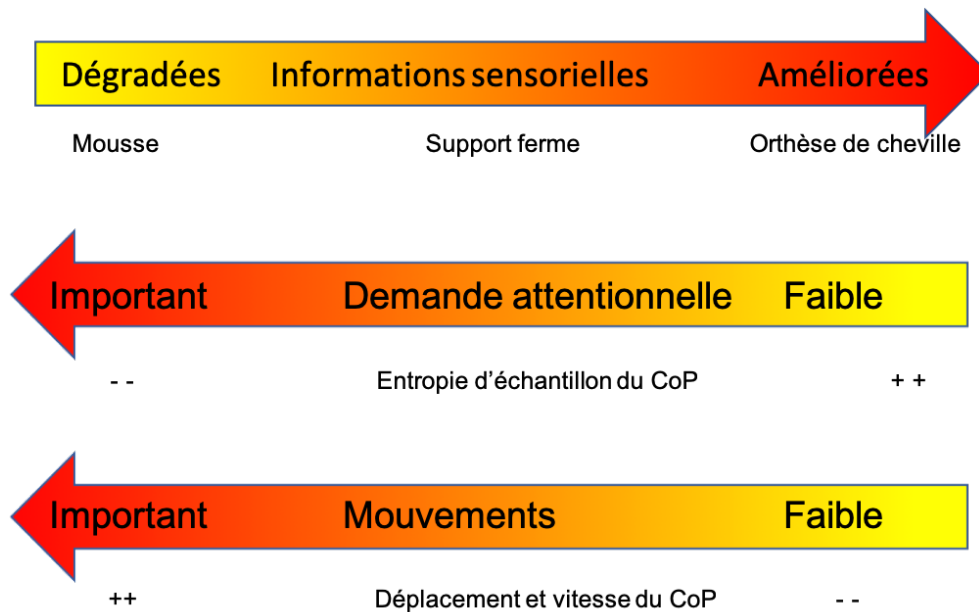 Dégradées Informations sensorielles Améliorées
Mousse Support ferme Orthèse de cheville
Important Demande attentionnelle Faible
- - Entropie d'échantillon du CoP + +
Important Mouvements Faible
++ Déplacement et vitesse du CoP - -